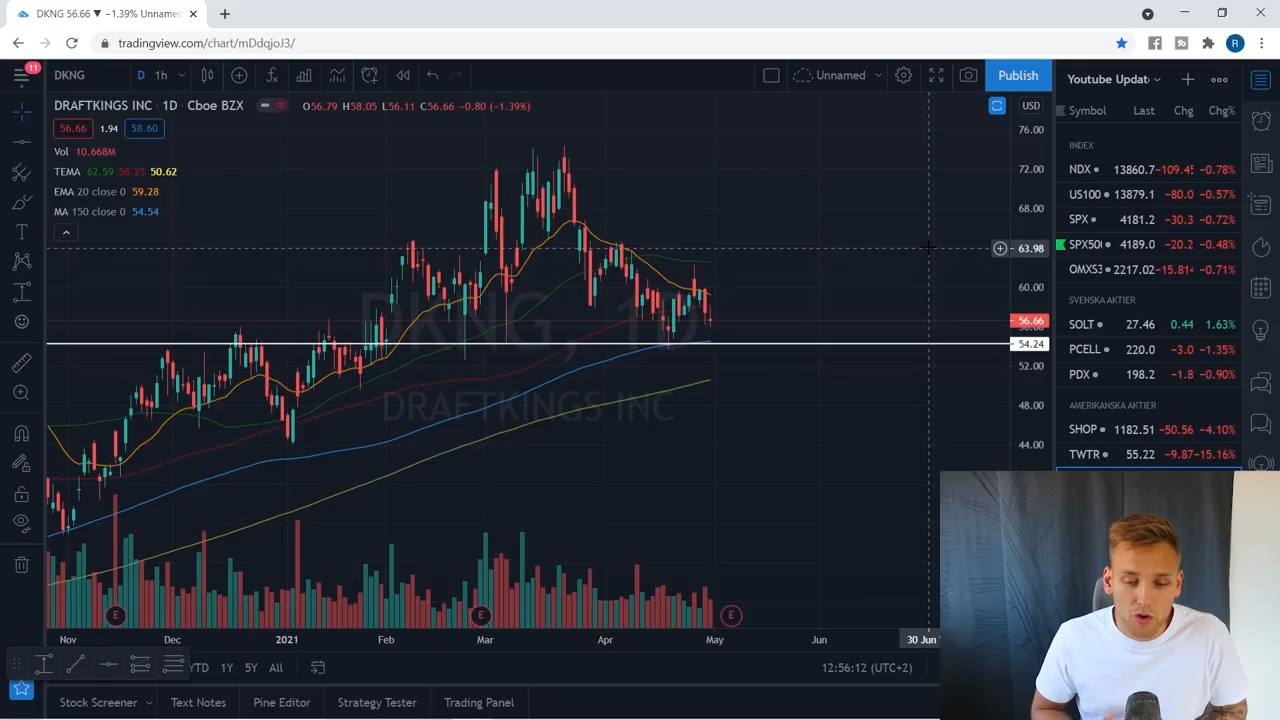 DKNG 56.66 ▼ −1.39% Unnamed
tradingview.com/chart/mDdqjoJ3/
11
DKNG D 1h Unnamed Publish
Youtube Updat
DRAFTKINGS INC · 1D · Cboe BZX O56.79 H58.05 L56.11 C56.66 −0.80 (−1.39%)
USD
56.66 1.94 58.60
Vol 10.668M
TEMA 62.59 58.25 50.62
EMA 20 close 0 59.28
MA 150 close 0 54.54
76.00
72.00
68.00
63.98
60.00
56.66
54.24
52.00
48.00
44.00
DKNG, 1D
DRAFTKINGS INC
E E E
Nov Dec 2021 Feb Mar Apr May Jun 30 Jun
YTD 1Y 5Y All
12:56:12 (UTC+2)
Stock Screener Text Notes Pine Editor Strategy Tester Trading Panel
Symbol Last Chg Chg%
INDEX
NDX 13860.7 −109.45 −0.78%
US100 13879.1 −80.0 −0.57%
SPX 4181.2 −30.3 −0.72%
SPX50 4189.0 −20.2 −0.48%
OMXS3 2217.02 −15.814 −0.71%
SVENSKA AKTIER
SOLT 27.46 0.44 1.63%
PCELL 220.0 −3.0 −1.35%
PDX 198.2 −1.8 −0.90%
AMERIKANSKA AKTIER
SHOP 1182.51 −50.56 −4.10%
TWTR 55.22 −9.87 −15.16%
R